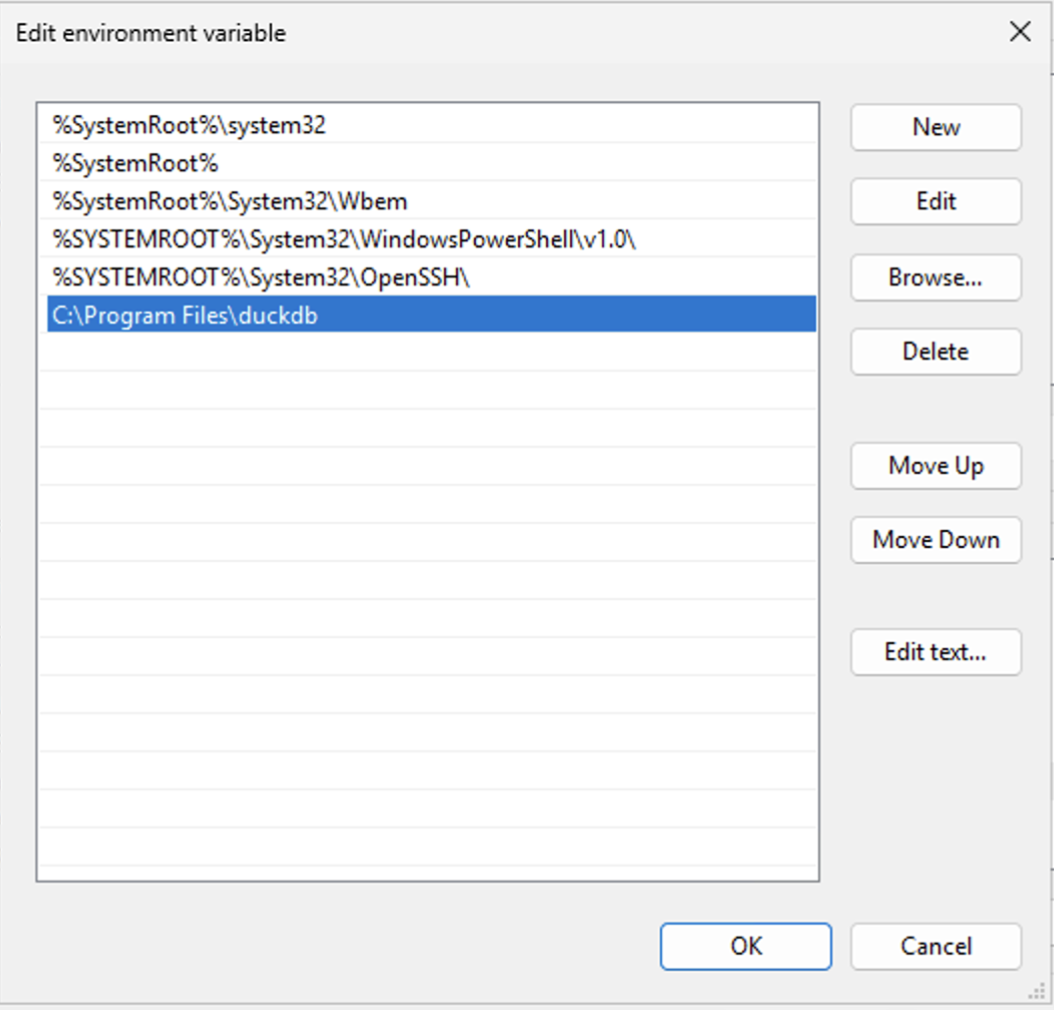 Edit environment variable
%SystemRoot%\system32
%SystemRoot%
%SystemRoot%\System32\Wbem
%SYSTEMROOT%\System32\WindowsPowerShell\v1.0\
%SYSTEMROOT%\System32\OpenSSH\
C:\Program Files\duckdb
New
Edit
Browse...
Delete
Move Up
Move Down
Edit text...
OK
Cancel